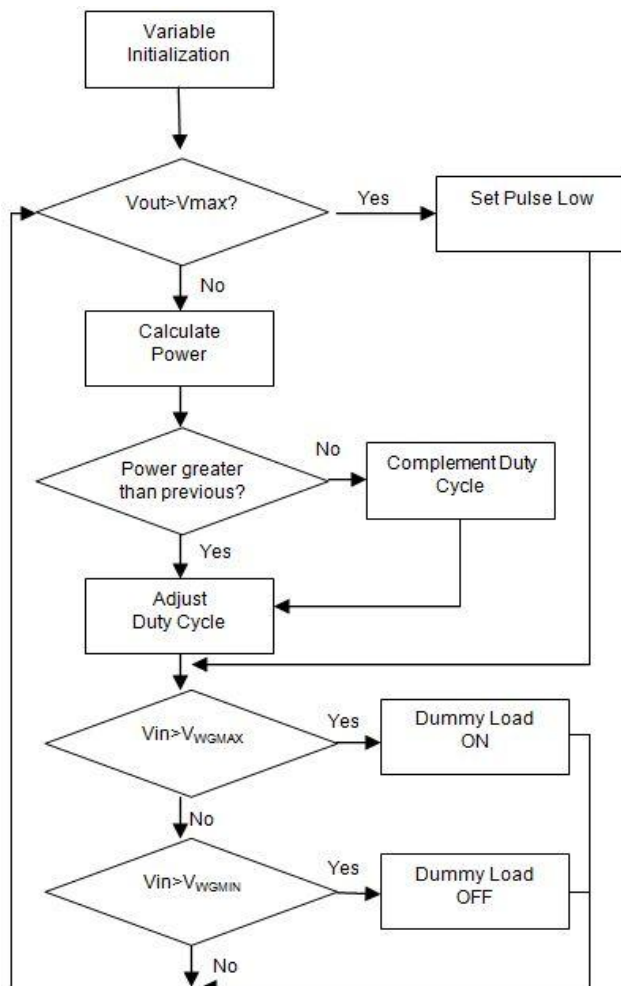 Variable
Initialization
Vout>Vmax?
Yes
Set Pulse Low
No
Calculate
Power
Power greater
than previous?
No
Complement Duty
Cycle
Yes
Adjust
Duty Cycle
Vin>VWGMAX
Yes
Dummy Load
ON
No
Vin>VWGMIN
Yes
Dummy Load
OFF
No